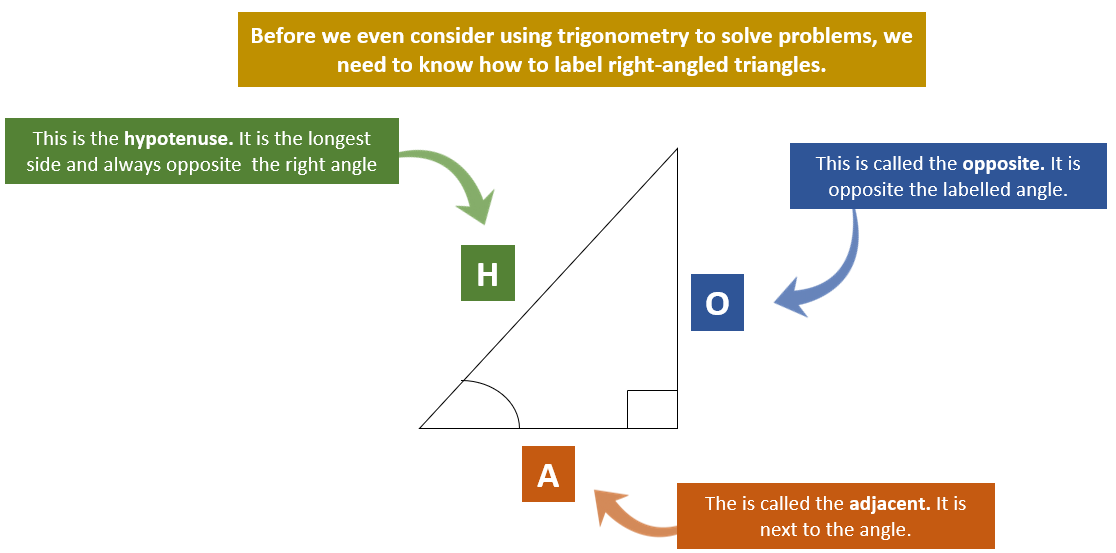 Before we even consider using trigonometry to solve problems, we
need to know how to label right-angled triangles.
This is the hypotenuse. It is the longest
side and always opposite the right angle
This is called the opposite. It is
opposite the labelled angle.
H
O
A
The is called the adjacent. It is
next to the angle.